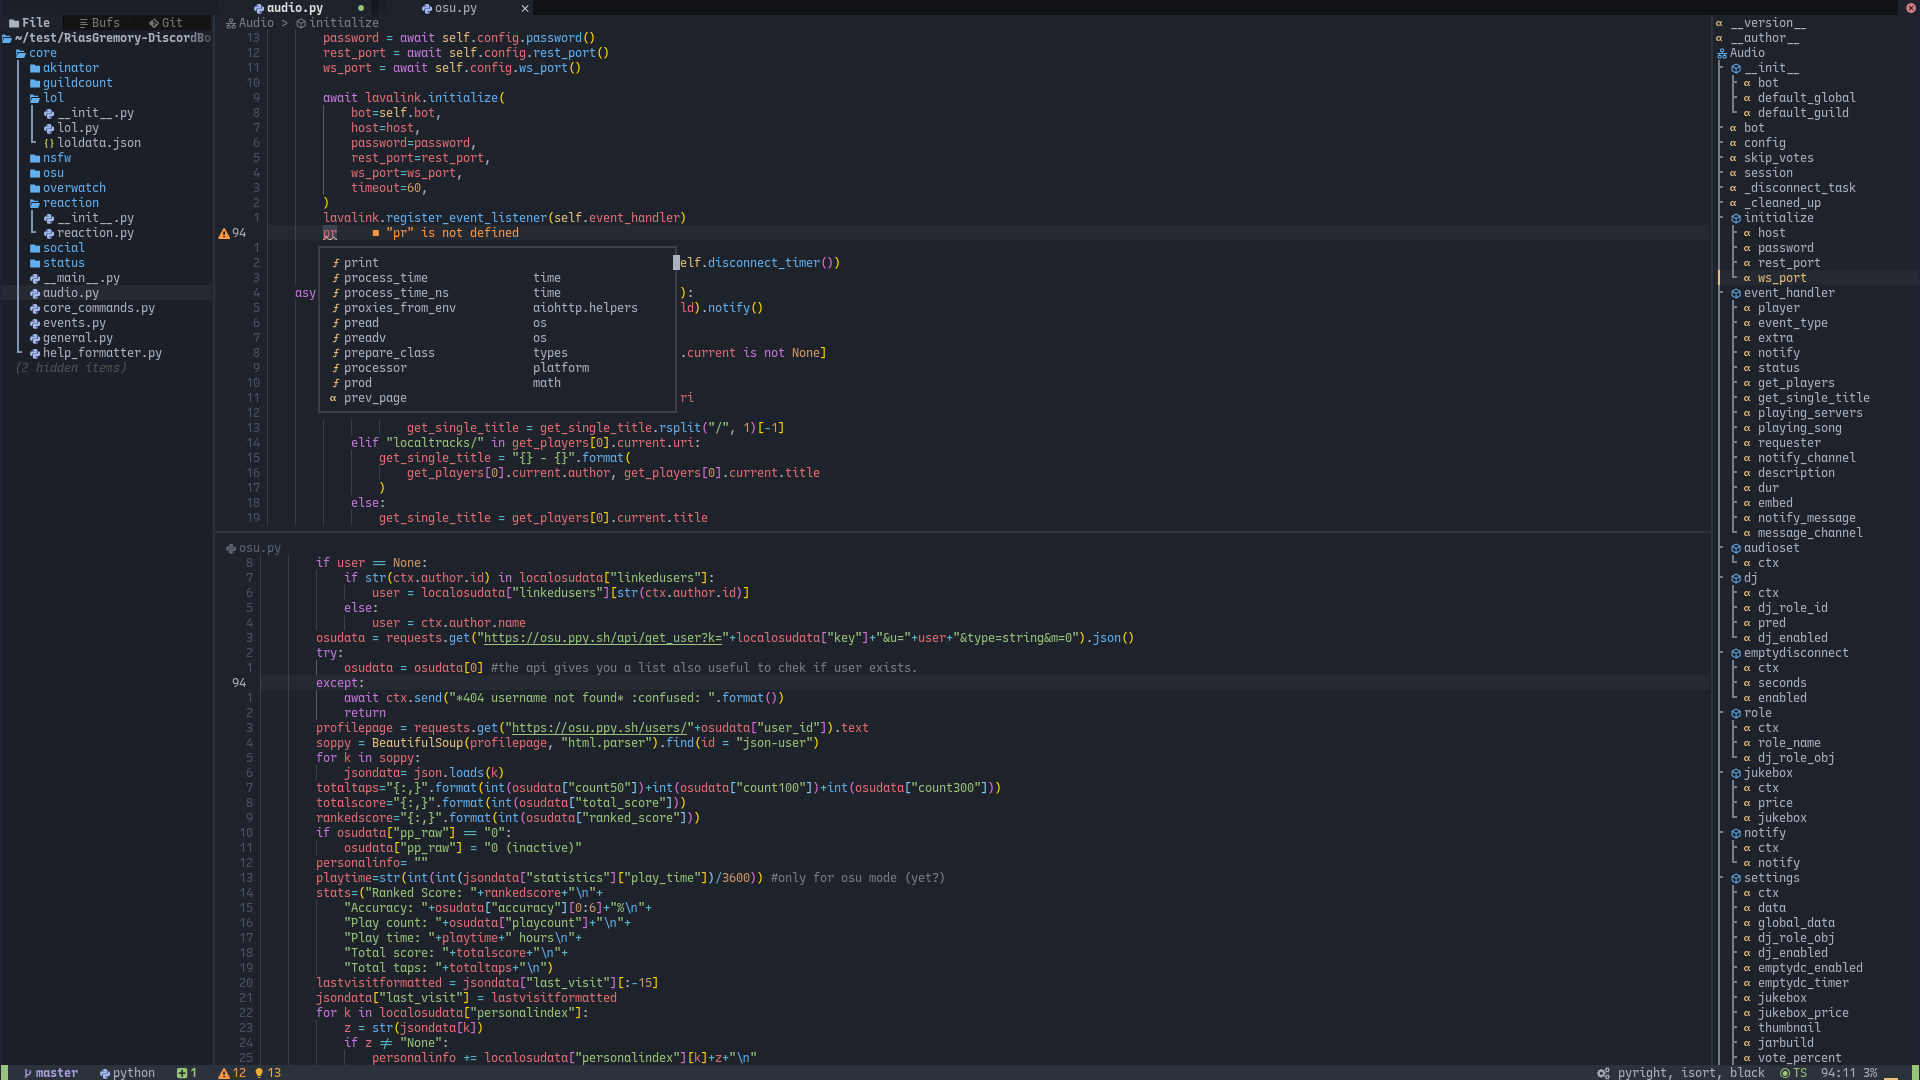 audio.py ●
osu.py ×
File Bufs Git
~/test/RiasGremory-DiscordBo
core
akinator
guildcount
lol
__init__.py
lol.py
loldata.json
nsfw
osu
overwatch
reaction
__init__.py
reaction.py
social
status
__main__.py
audio.py
core_commands.py
events.py
general.py
help_formatter.py
(2 hidden items)
Audio > initialize
13 password = await self.config.password()
12 rest_port = await self.config.rest_port()
11 ws_port = await self.config.ws_port()
10
9 await lavalink.initialize(
8 bot=self.bot,
7 host=host,
6 password=password,
5 rest_port=rest_port,
4 ws_port=ws_port,
3 timeout=60,
2 )
1 lavalink.register_event_listener(self.event_handler)
94 pr ■ "pr" is not defined
1
2 elf.disconnect_timer())
3
4 asy ):
5 ld).notify()
6
7
8 .current is not None]
9
10
11 ri
12
13 get_single_title = get_single_title.rsplit("/", 1)[-1]
14 elif "localtracks/" in get_players[0].current.uri:
15 get_single_title = "{} - {}".format(
16 get_players[0].current.author, get_players[0].current.title
17 )
18 else:
19 get_single_title = get_players[0].current.title
ƒ print
ƒ process_time time
ƒ process_time_ns time
ƒ proxies_from_env aiohttp.helpers
ƒ pread os
ƒ preadv os
ƒ prepare_class types
ƒ processor platform
ƒ prod math
α prev_page
osu.py
8 if user == None:
7 if str(ctx.author.id) in localosudata["linkedusers"]:
6 user = localosudata["linkedusers"][str(ctx.author.id)]
5 else:
4 user = ctx.author.name
3 osudata = requests.get("https://osu.ppy.sh/api/get_user?k="+localosudata["key"]+"&u="+user+"&type=string&m=0").json()
2 try:
1 osudata = osudata[0] #the api gives you a list also useful to chek if user exists.
94 except:
1 await ctx.send("*404 username not found* :confused: ".format())
2 return
3 profilepage = requests.get("https://osu.ppy.sh/users/"+osudata["user_id"]).text
4 soppy = BeautifulSoup(profilepage, "html.parser").find(id = "json-user")
5 for k in soppy:
6 jsondata= json.loads(k)
7 totaltaps="{:,}".format(int(osudata["count50"])+int(osudata["count100"])+int(osudata["count300"]))
8 totalscore="{:,}".format(int(osudata["total_score"]))
9 rankedscore="{:,}".format(int(osudata["ranked_score"]))
10 if osudata["pp_raw"] == "0":
11 osudata["pp_raw"] = "0 (inactive)"
12 personalinfo= ""
13 playtime=str(int(int(jsondata["statistics"]["play_time"])/3600)) #only for osu mode (yet?)
14 stats=("Ranked Score: "+rankedscore+"\n"+
15 "Accuracy: "+osudata["accuracy"][0:6]+"%\n"+
16 "Play count: "+osudata["playcount"]+"\n"+
17 "Play time: "+playtime+" hours\n"+
18 "Total score: "+totalscore+"\n"+
19 "Total taps: "+totaltaps+"\n")
20 lastvisitformatted = jsondata["last_visit"][:-15]
21 jsondata["last_visit"] = lastvisitformatted
22 for k in localosudata["personalindex"]:
23 z = str(jsondata[k])
24 if z ≠ "None":
25 personalinfo += localosudata["personalindex"][k]+z+"\n"
α __version__
α __author__
Audio
__init__
α bot
α default_global
α default_guild
α bot
α config
α skip_votes
α session
α _disconnect_task
α _cleaned_up
initialize
α host
α password
α rest_port
α ws_port
event_handler
α player
α event_type
α extra
α notify
α status
α get_players
α get_single_title
α playing_servers
α playing_song
α requester
α notify_channel
α description
α dur
α embed
α notify_message
α message_channel
audioset
α ctx
dj
α ctx
α dj_role_id
α pred
α dj_enabled
emptydisconnect
α ctx
α seconds
α enabled
role
α ctx
α role_name
α dj_role_obj
jukebox
α ctx
α price
α jukebox
notify
α ctx
α notify
settings
α ctx
α data
α global_data
α dj_role_obj
α dj_enabled
α emptydc_enabled
α emptydc_timer
α jukebox
α jukebox_price
α thumbnail
α jarbuild
α vote_percent
master python 1 12 13
pyright, isort, black TS 94:11 3%